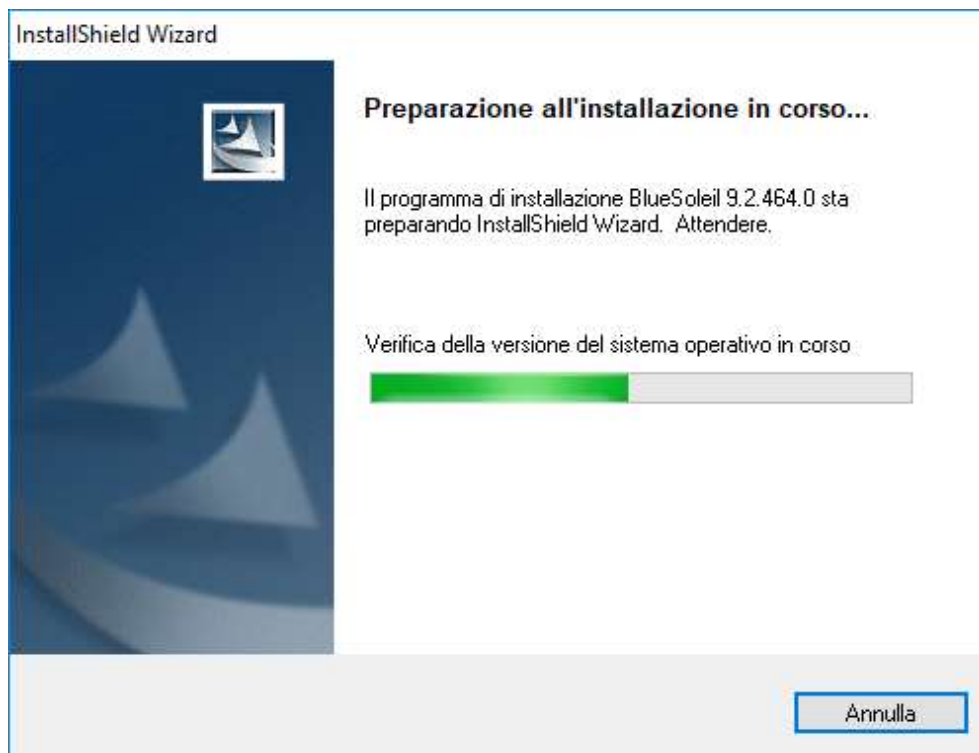 InstallShield Wizard
Preparazione all'installazione in corso...
Il programma di installazione BlueSoleil 9.2.464.0 sta
preparando InstallShield Wizard.  Attendere.
Verifica della versione del sistema operativo in corso
Annulla